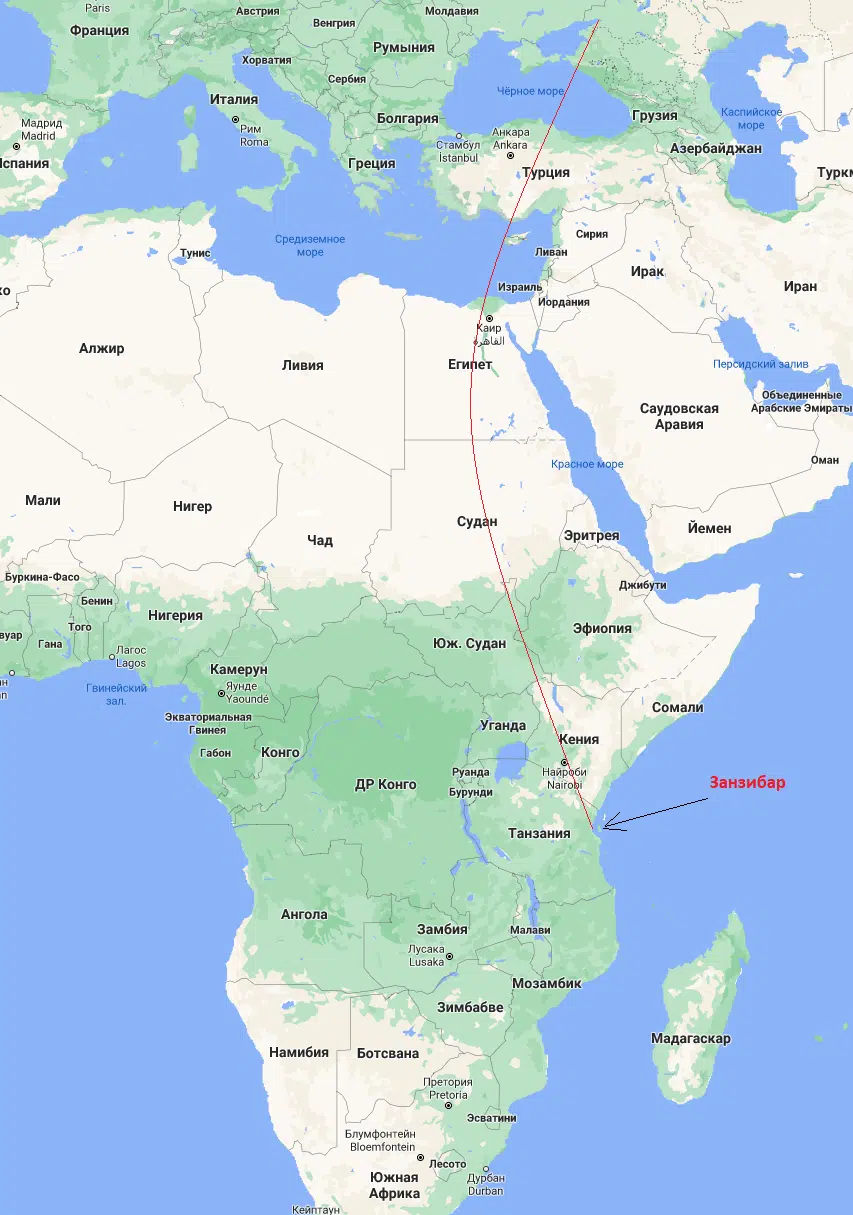 Paris
Австрия
Молдавия
Франция
Венгрия
Румыния
Хорватия
Сербия
Чёрное море
Италия
Болгария
Грузия
Каспийское
море
Мадрид
Madrid
Рим
Roma
Стамбул
Istanbul
Анкара
Ankara
Азербайджан
Испания
Греция
Турция
Туркм
Средиземное
море
Тунис
Сирия
Ливан
Ирак
Израиль
Иордания
Иран
ко
Каир
القاهرة
Алжир
Ливия
Египет
Персидский залив
Объединенные
Арабские Эмираты
Саудовская
Аравия
Красное море
Оман
Мали
Нигер
Чад
Судан
Эритрея
Йемен
Буркина-Фасо
Джибути
Бенин
Нигерия
Того
вуар
Гана
Эфиопия
Юж. Судан
Лагос
Lagos
Камерун
Гвинейский
зал.
Яунде
Yaoundé
Сомали
Экваториальная
Гвинея
Уганда
Габон
Конго
Кения
Найроби
Nairobi
Руанда
Бурунди
ДР Конго
Занзибар
Танзания
Ангола
Замбия
Малави
Лусака
Lusaka
Мозамбик
Зимбабве
Мадагаскар
Намибия
Ботсвана
Претория
Pretoria
Эсватини
Блумфонтейн
Bloemfontein
Лесото
Южная
Африка
Дурбан
Durban
Кейптаун